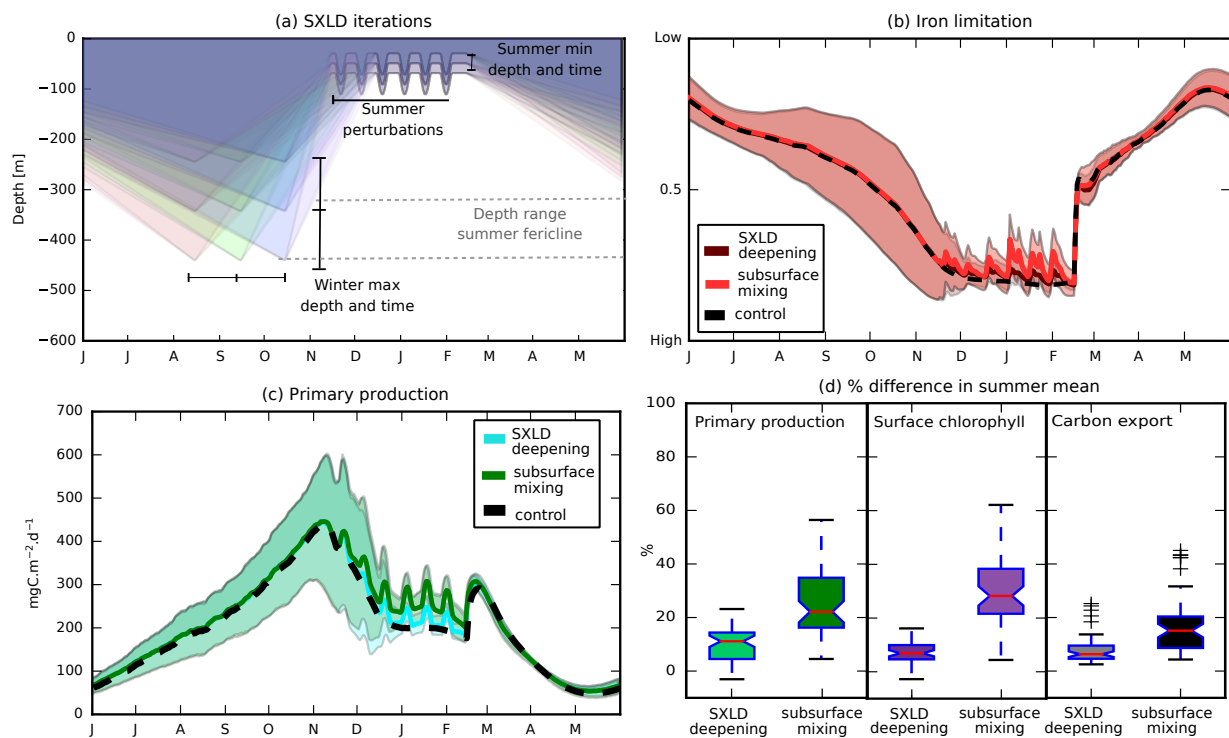 (a) SXLD iterations
0
−100
−200
−300
−400
−500
−600
Depth [m]
J J A S O N D J F M A M
Summer min
depth and time
Summer
perturbations
Depth range
summer fericline
Winter max
depth and time
(b) Iron limitation
Low
0.5
High
J J A S O N D J F M A M
SXLD
deepening
subsurface
mixing
control
(c) Primary production
700
600
500
400
300
200
100
0
mgC.m⁻².d⁻¹
J J A S O N D J F M A M
SXLD
deepening
subsurface
mixing
control
(d) % difference in summer mean
100
80
60
40
20
0
%
Primary production
Surface chlorophyll
Carbon export
SXLD
deepening
subsurface
mixing
SXLD
deepening
subsurface
mixing
SXLD
deepening
subsurface
mixing